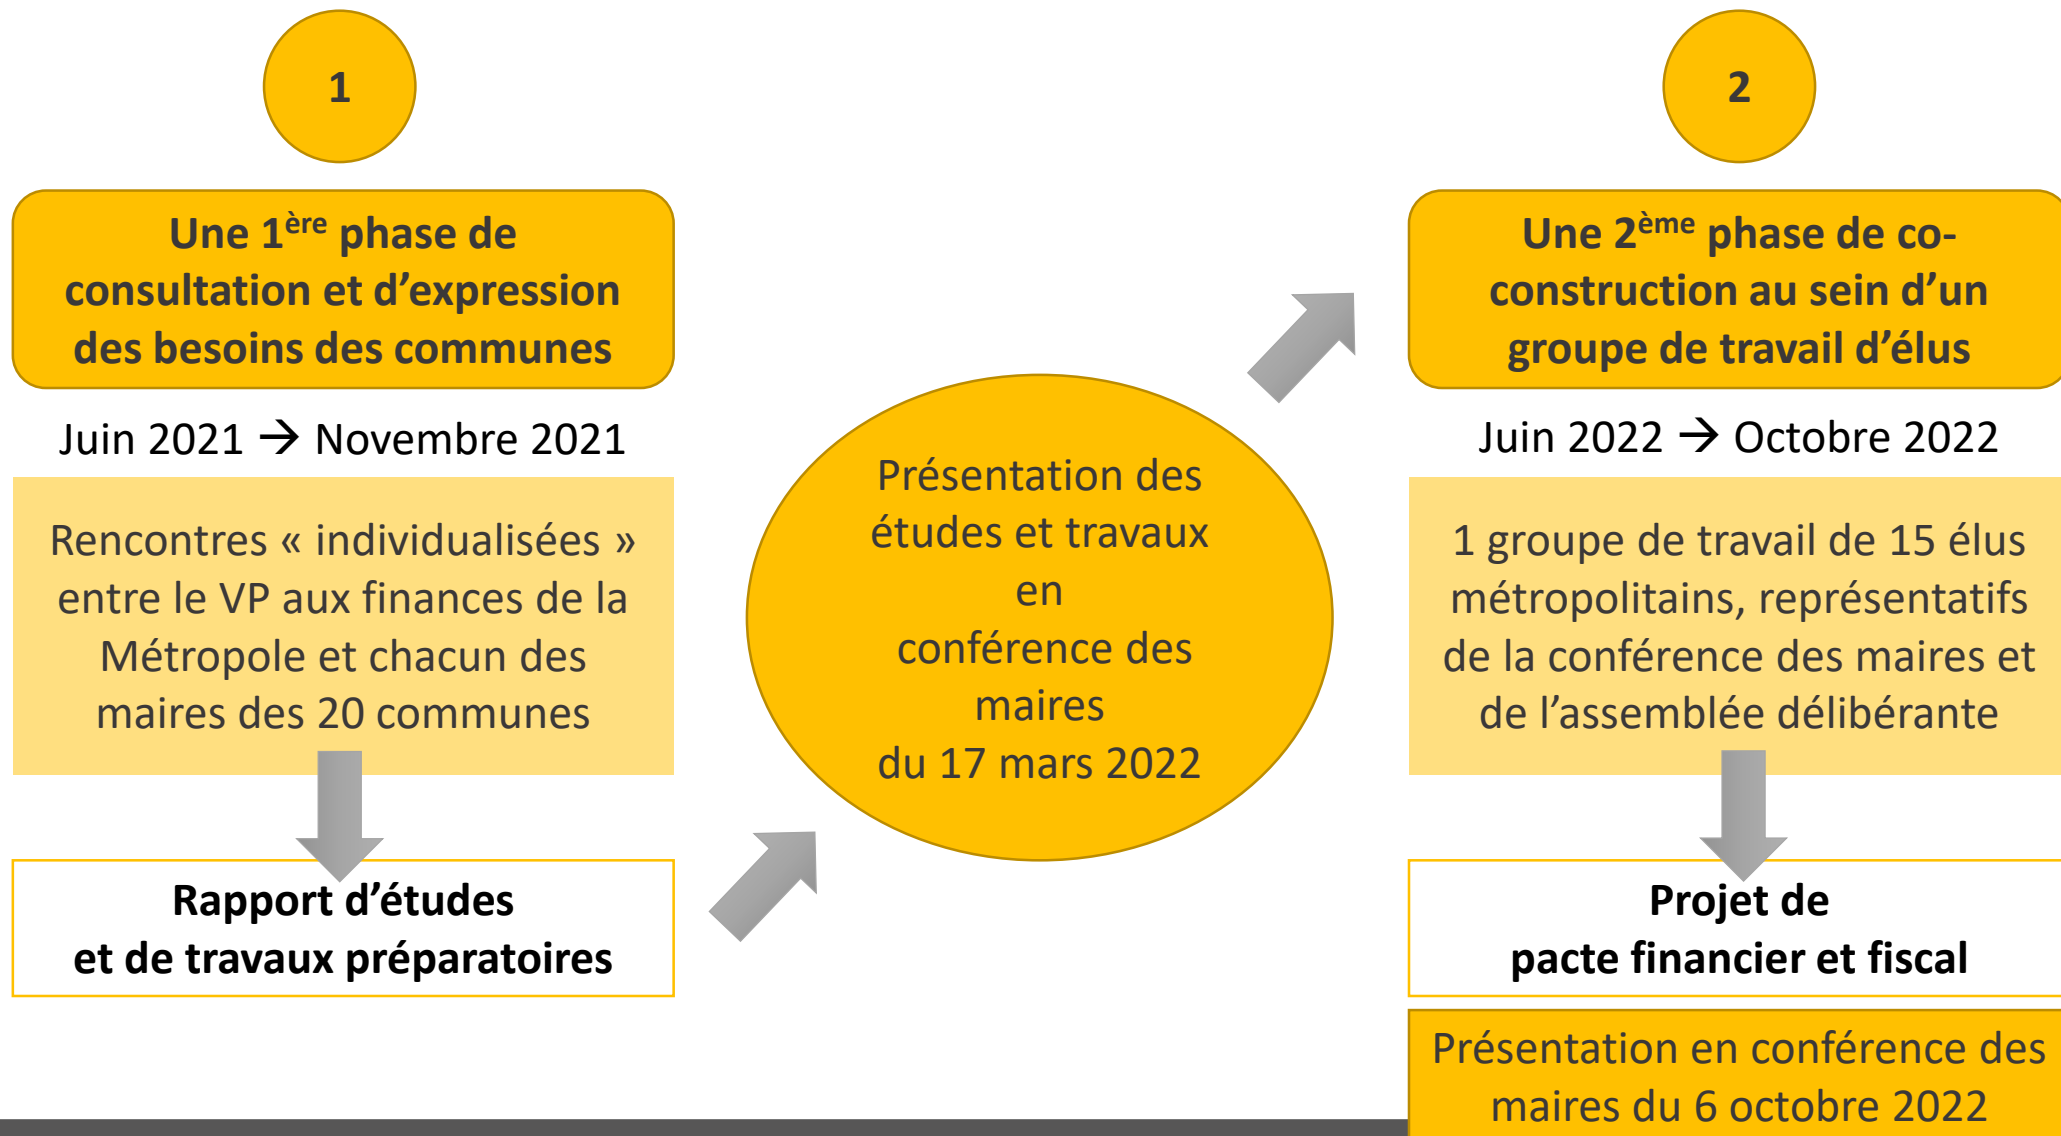 1
Une 1ère phase de
consultation et d’expression
des besoins des communes
Juin 2021 → Novembre 2021
Rencontres « individualisées »
entre le VP aux finances de la
Métropole et chacun des
maires des 20 communes
Rapport d’études
et de travaux préparatoires
Présentation des
études et travaux
en
conférence des
maires
du 17 mars 2022
2
Une 2ème phase de co-
construction au sein d’un
groupe de travail d’élus
Juin 2022 → Octobre 2022
1 groupe de travail de 15 élus
métropolitains, représentatifs
de la conférence des maires et
de l’assemblée délibérante
Projet de
pacte financier et fiscal
Présentation en conférence des
maires du 6 octobre 2022